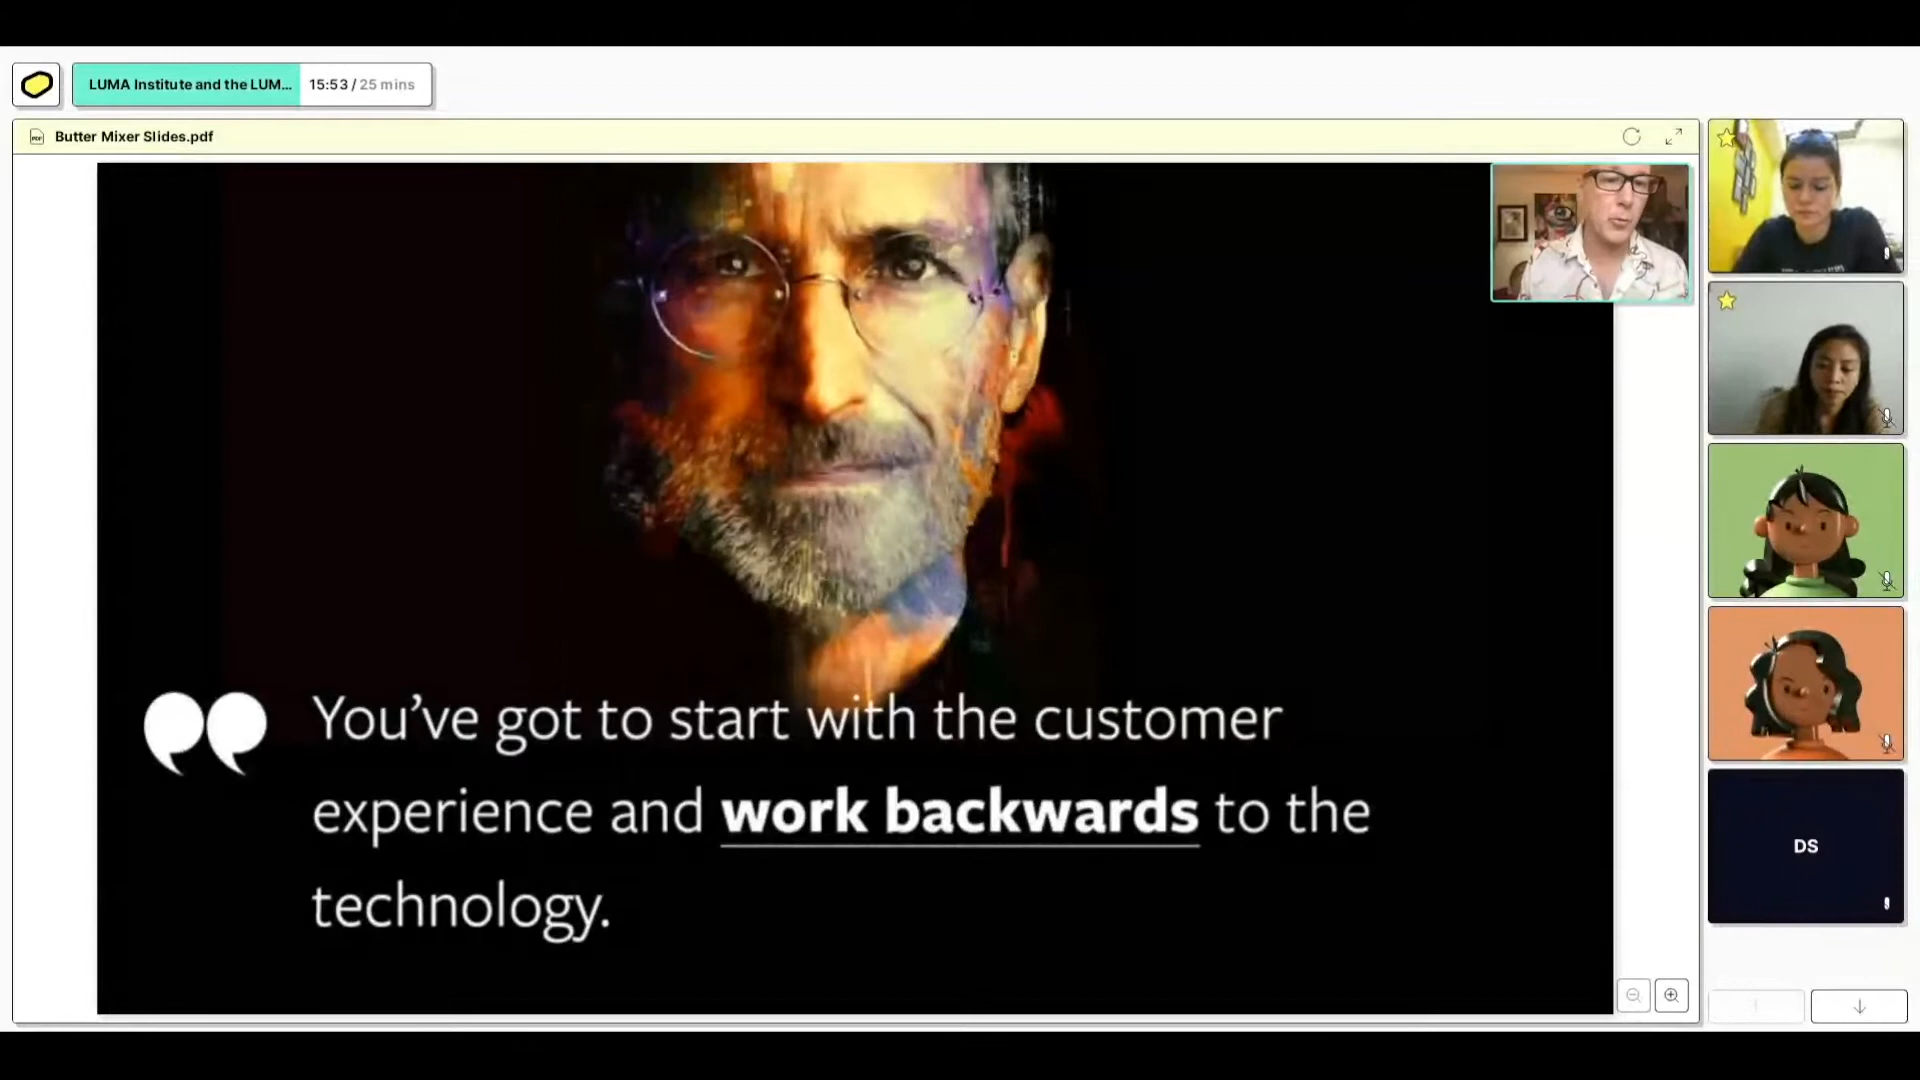 LUMA Institute and the LUM... 15:53 / 25 mins
Butter Mixer Slides.pdf
You’ve got to start with the customer
experience and work backwards to the
technology.
DS